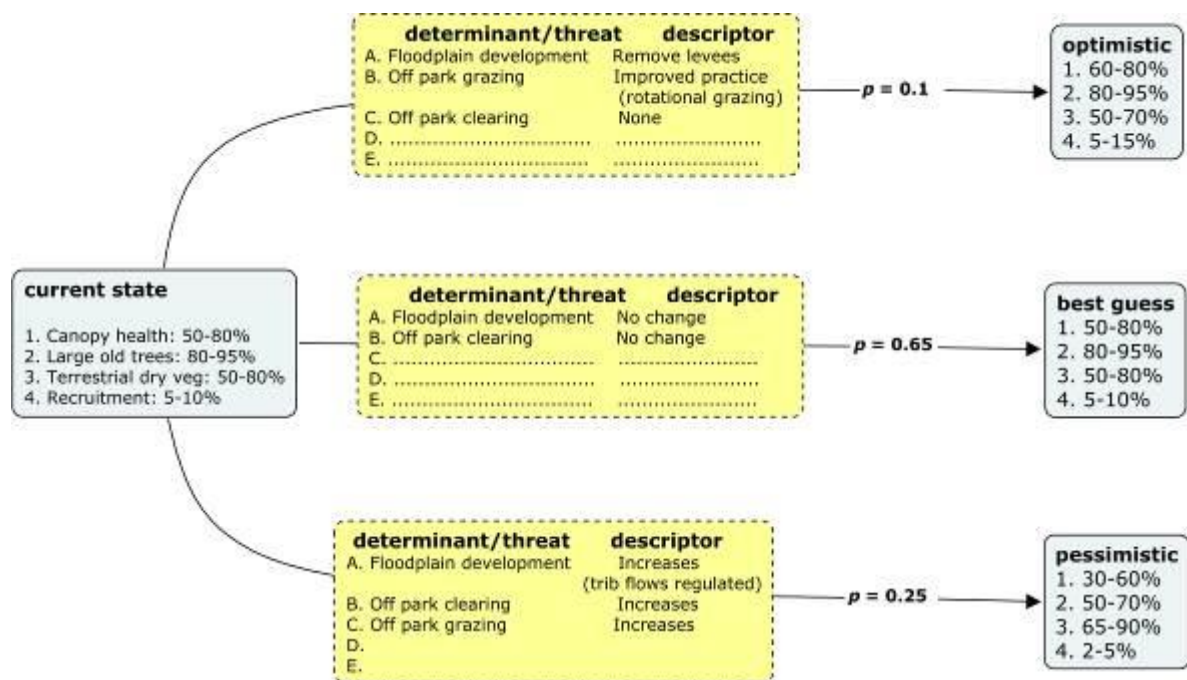 determinant/threat descriptor
A. Floodplain development Remove levees
B. Off park grazing Improved practice
(rotational grazing)
C. Off park clearing None
D. .................................. ........................
E. .................................. ........................
p = 0.1
optimistic
1. 60-80%
2. 80-95%
3. 50-70%
4. 5-15%
current state
1. Canopy health: 50-80%
2. Large old trees: 80-95%
3. Terrestrial dry veg: 50-80%
4. Recruitment: 5-10%
determinant/threat descriptor
A. Floodplain development No change
B. Off park clearing No change
C. .................................. ........................
D. .................................. ........................
E. .................................. ........................
p = 0.65
best guess
1. 50-80%
2. 80-95%
3. 50-80%
4. 5-10%
determinant/threat descriptor
A. Floodplain development Increases
(trib flows regulated)
B. Off park clearing Increases
C. Off park grazing Increases
D.
E.
p = 0.25
pessimistic
1. 30-60%
2. 50-70%
3. 65-90%
4. 2-5%